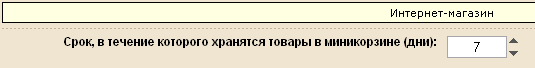 Интернет-магазин
Срок, в течение которого хранятся товары в миникорзине (дни): 7